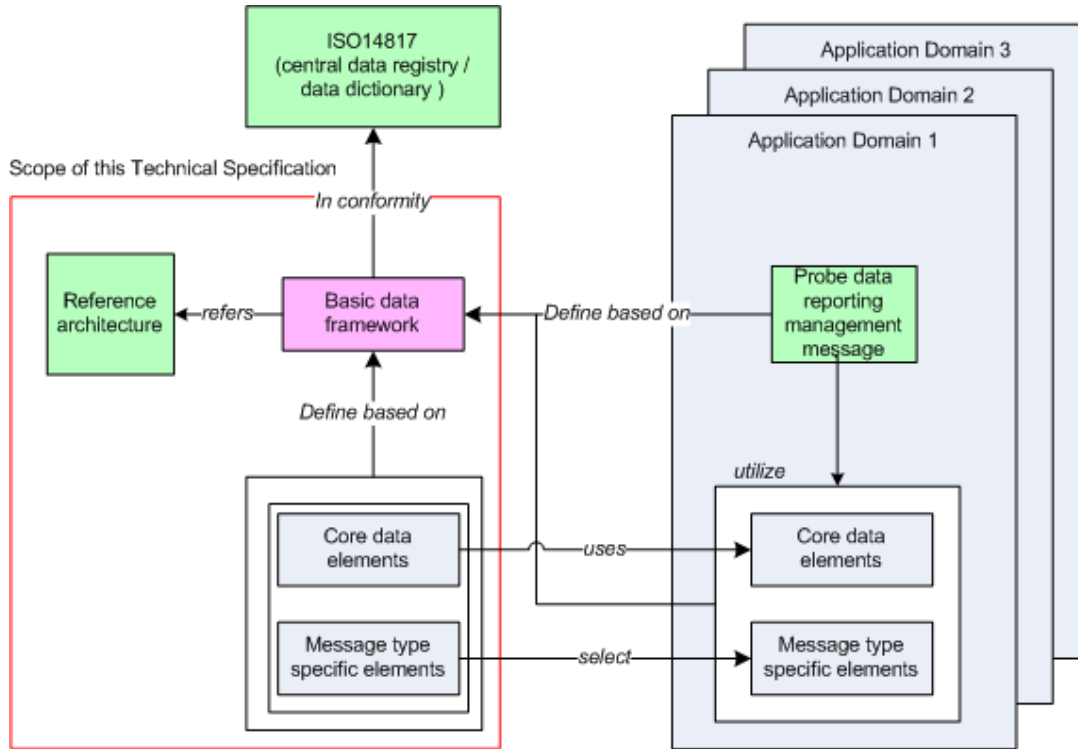 ISO14817
(central data registry /
data dictionary )
Application Domain 3
Application Domain 2
Application Domain 1
Scope of this Technical Specification
In conformity
Reference
architecture
refers
Basic data
framework
Define based on
Probe data
reporting
management
message
Define based on
utilize
Core data
elements
uses
Core data
elements
Message type
specific elements
select
Message type
specific elements